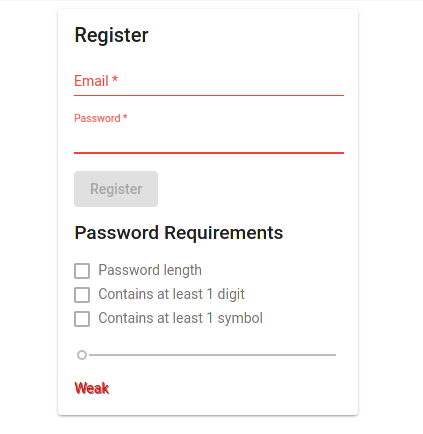 Register
Email *
Password *
Register
Password Requirements
Password length
Contains at least 1 digit
Contains at least 1 symbol
Weak